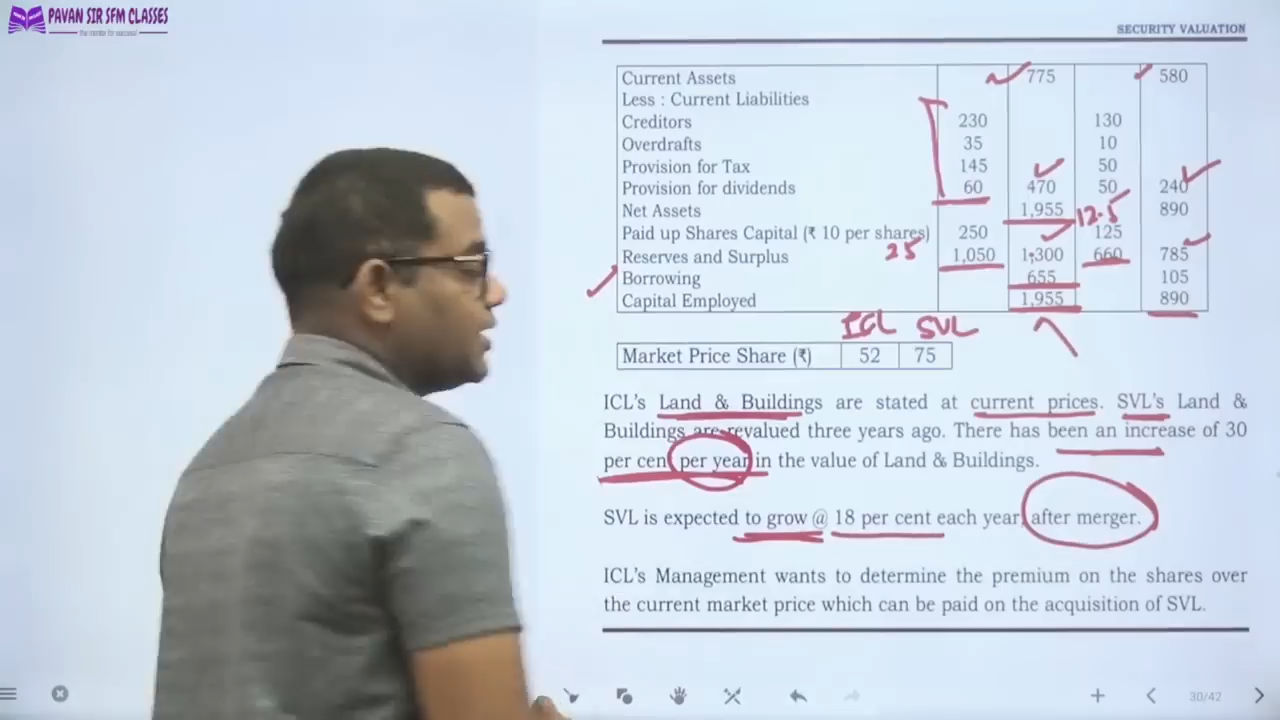 PAVAN SIR SFM CLASSES
the mentor for success!
SECURITY VALUATION
Current Assets 775 580
Less : Current Liabilities
Creditors 230 130
Overdrafts 35 10
Provision for Tax 145 50
Provision for dividends 60 470 50 240
Net Assets 1,955 12.5 890
Paid up Shares Capital (₹ 10 per shares) 250 125
25
Reserves and Surplus 1,050 1,300 660 785
Borrowing 655 105
Capital Employed 1,955 890
ICL SVL
Market Price Share (₹) 52 75
ICL's Land & Buildings are stated at current prices. SVL's Land &
Buildings are revalued three years ago. There has been an increase of 30
per cent per year in the value of Land & Buildings.
SVL is expected to grow @ 18 per cent each year, after merger.
ICL's Management wants to determine the premium on the shares over
the current market price which can be paid on the acquisition of SVL.
30/42